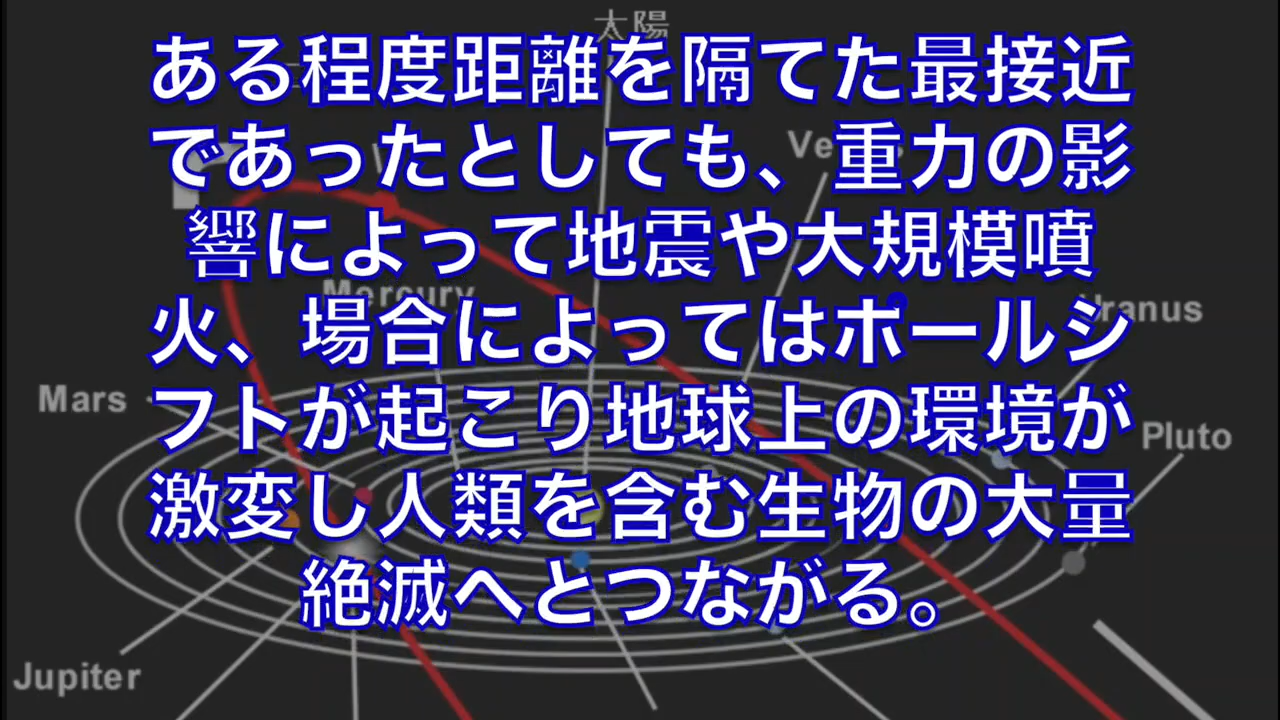 太陽
ある程度距離を隔てた最接近
であったとしても、重力の影
響によって地震や大規模噴
火、場合によってはポールシ
フトが起こり地球上の環境が
激変し人類を含む生物の大量
絶滅へとつながる。
Mercury
Uranus
Mars
Pluto
Jupiter